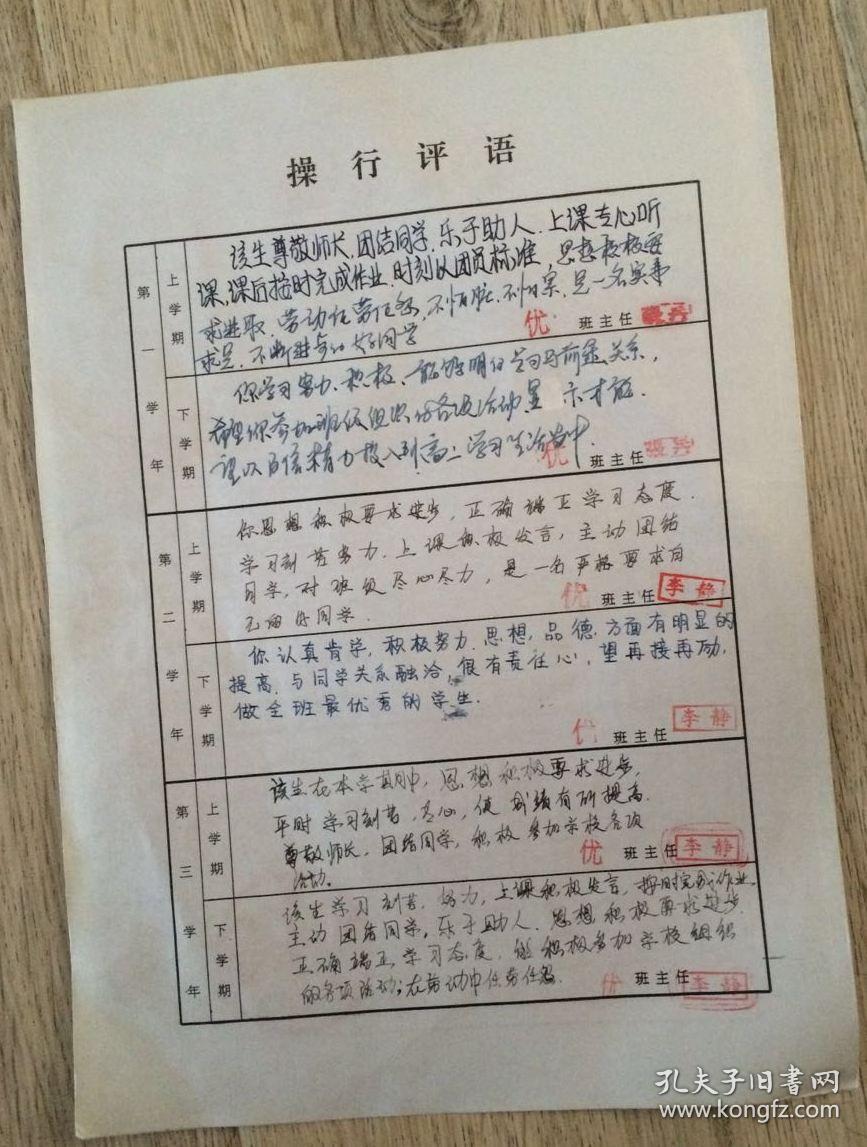 操行评语
第一学年
上学期
该生尊敬师长,团结同学,乐于助人.上课专心听
课,课后按时完成作业.时刻以团员标准,思想积极要
求进取,劳动任劳任怨,不怕脏,不怕累,是一名实事
求是,不断进步的好同学
优 班主任
下学期
你学习努力、积极、能够明白学习与前途关系,
希望你参加班级组织的各项活动显示才能.
望以百倍精力投入到高二学习生活当中.
优 班主任
第二学年
上学期
你思想积极要求进步,正确端正学习态度.
学习刻苦努力.上课积极发言,主动团结
同学,对班级尽心尽力,是一名严格要求自
己的好同学.
优 班主任 李静
下学期
你认真肯学,积极努力.思想,品德.方面有明显的
提高.与同学关系融洽,很有责任心,望再接再励,
做全班最优秀的学生.
优 班主任 李静
第三学年
上学期
该生在本学期中,思想积极要求进步,
平时学习刻苦,专心,使成绩有所提高.
尊敬师长,团结同学,积极参加学校各项
活动。
优 班主任 李静
下学期
该生学习刻苦,努力,上课积极发言,按时完成作业.
主动团结同学,乐于助人.思想积极要求进步.
正确端正学习态度,能积极参加学校组织
的各项活动;在劳动中任劳任怨.
优 班主任 李静
孔夫子旧书网
www.kongfz.com